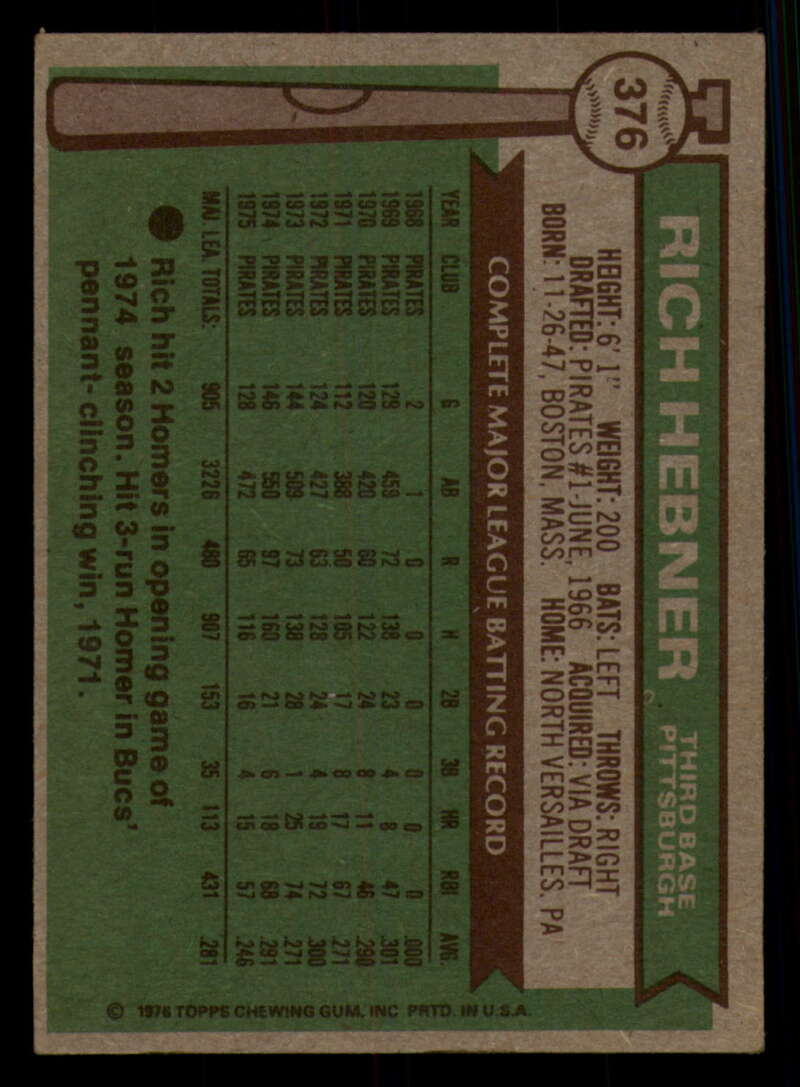 376
RICH HEBNER
THIRD BASE
PITTSBURGH
HEIGHT: 6' 1" WEIGHT: 200 BATS: LEFT THROWS: RIGHT
DRAFTED: PIRATES #1-JUNE, 1966 ACQUIRED: VIA DRAFT
BORN: 11-26-47, BOSTON, MASS. HOME: NORTH VERSAILLES, PA
COMPLETE MAJOR LEAGUE BATTING RECORD
YEAR CLUB G AB R H 2B 3B HR RBI AVG.
1968 PIRATES 2 1 0 0 0 0 0 0 .000
1969 PIRATES 129 459 72 138 23 4 8 47 .301
1970 PIRATES 120 420 60 122 24 8 11 46 .290
1971 PIRATES 112 388 50 105 17 8 17 67 .271
1972 PIRATES 124 427 63 128 24 4 19 72 .300
1973 PIRATES 144 509 73 138 28 1 25 74 .271
1974 PIRATES 146 550 97 160 21 6 18 68 .291
1975 PIRATES 128 472 65 116 16 4 15 57 .246
MAJ. LEA. TOTALS: 905 3226 480 907 153 35 113 431 .281
Rich hit 2 Homers in opening game of
1974 season. Hit 3-run Homer in Bucs'
pennant-clinching win, 1971.
© 1976 TOPPS CHEWING GUM, INC PRTD. IN U.S.A.